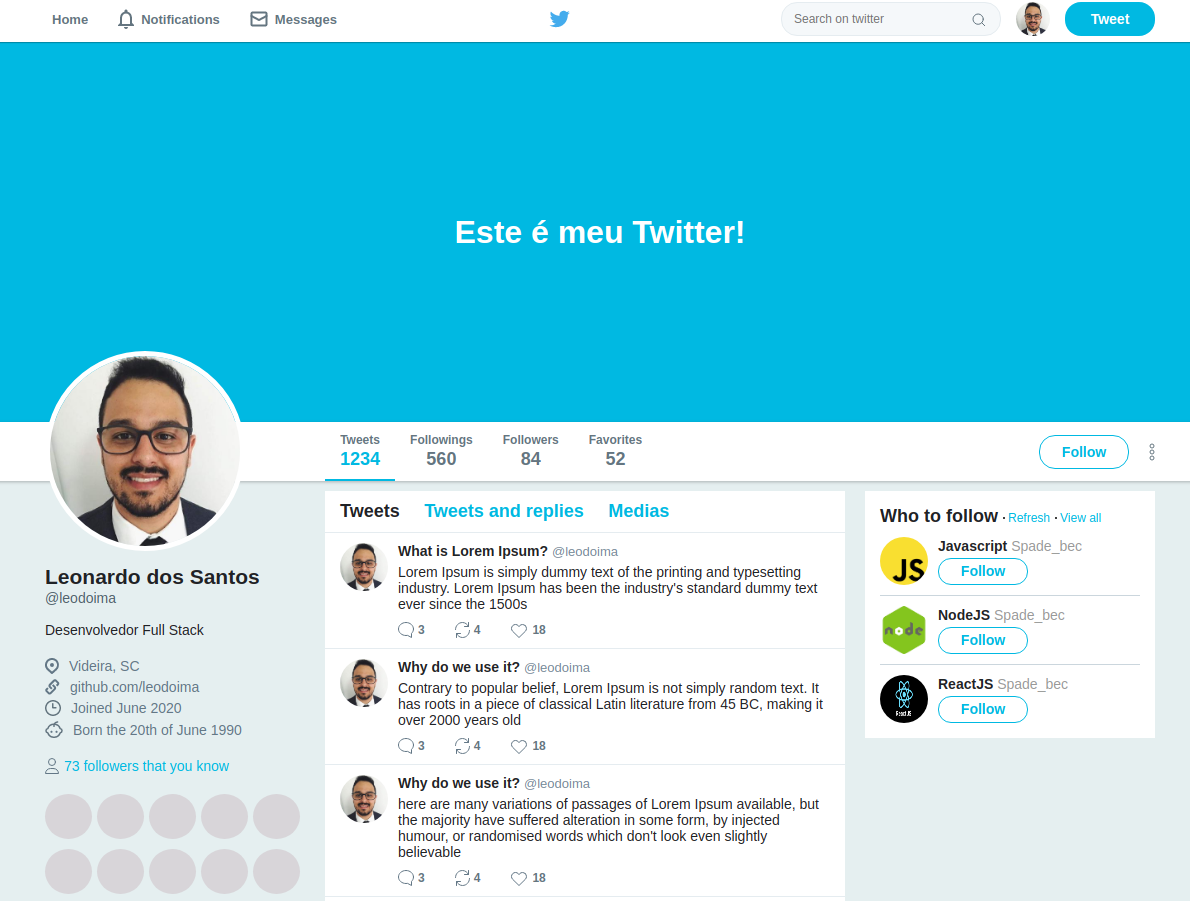 Home Notifications Messages Search on twitter Tweet
Este é meu Twitter!
Tweets Followings Followers Favorites
1234 560 84 52
Follow
Leonardo dos Santos
@leodoima
Desenvolvedor Full Stack
Videira, SC
github.com/leodoima
Joined June 2020
Born the 20th of June 1990
73 followers that you know
Tweets Tweets and replies Medias
What is Lorem Ipsum? @leodoima
Lorem Ipsum is simply dummy text of the printing and typesetting
industry. Lorem Ipsum has been the industry's standard dummy text
ever since the 1500s
3 4 18
Why do we use it? @leodoima
Contrary to popular belief, Lorem Ipsum is not simply random text. It
has roots in a piece of classical Latin literature from 45 BC, making it
over 2000 years old
3 4 18
Why do we use it? @leodoima
here are many variations of passages of Lorem Ipsum available, but
the majority have suffered alteration in some form, by injected
humour, or randomised words which don't look even slightly
believable
3 4 18
Who to follow · Refresh · View all
JS
Javascript Spade_bec
Follow
node
NodeJS Spade_bec
Follow
React JS
ReactJS Spade_bec
Follow